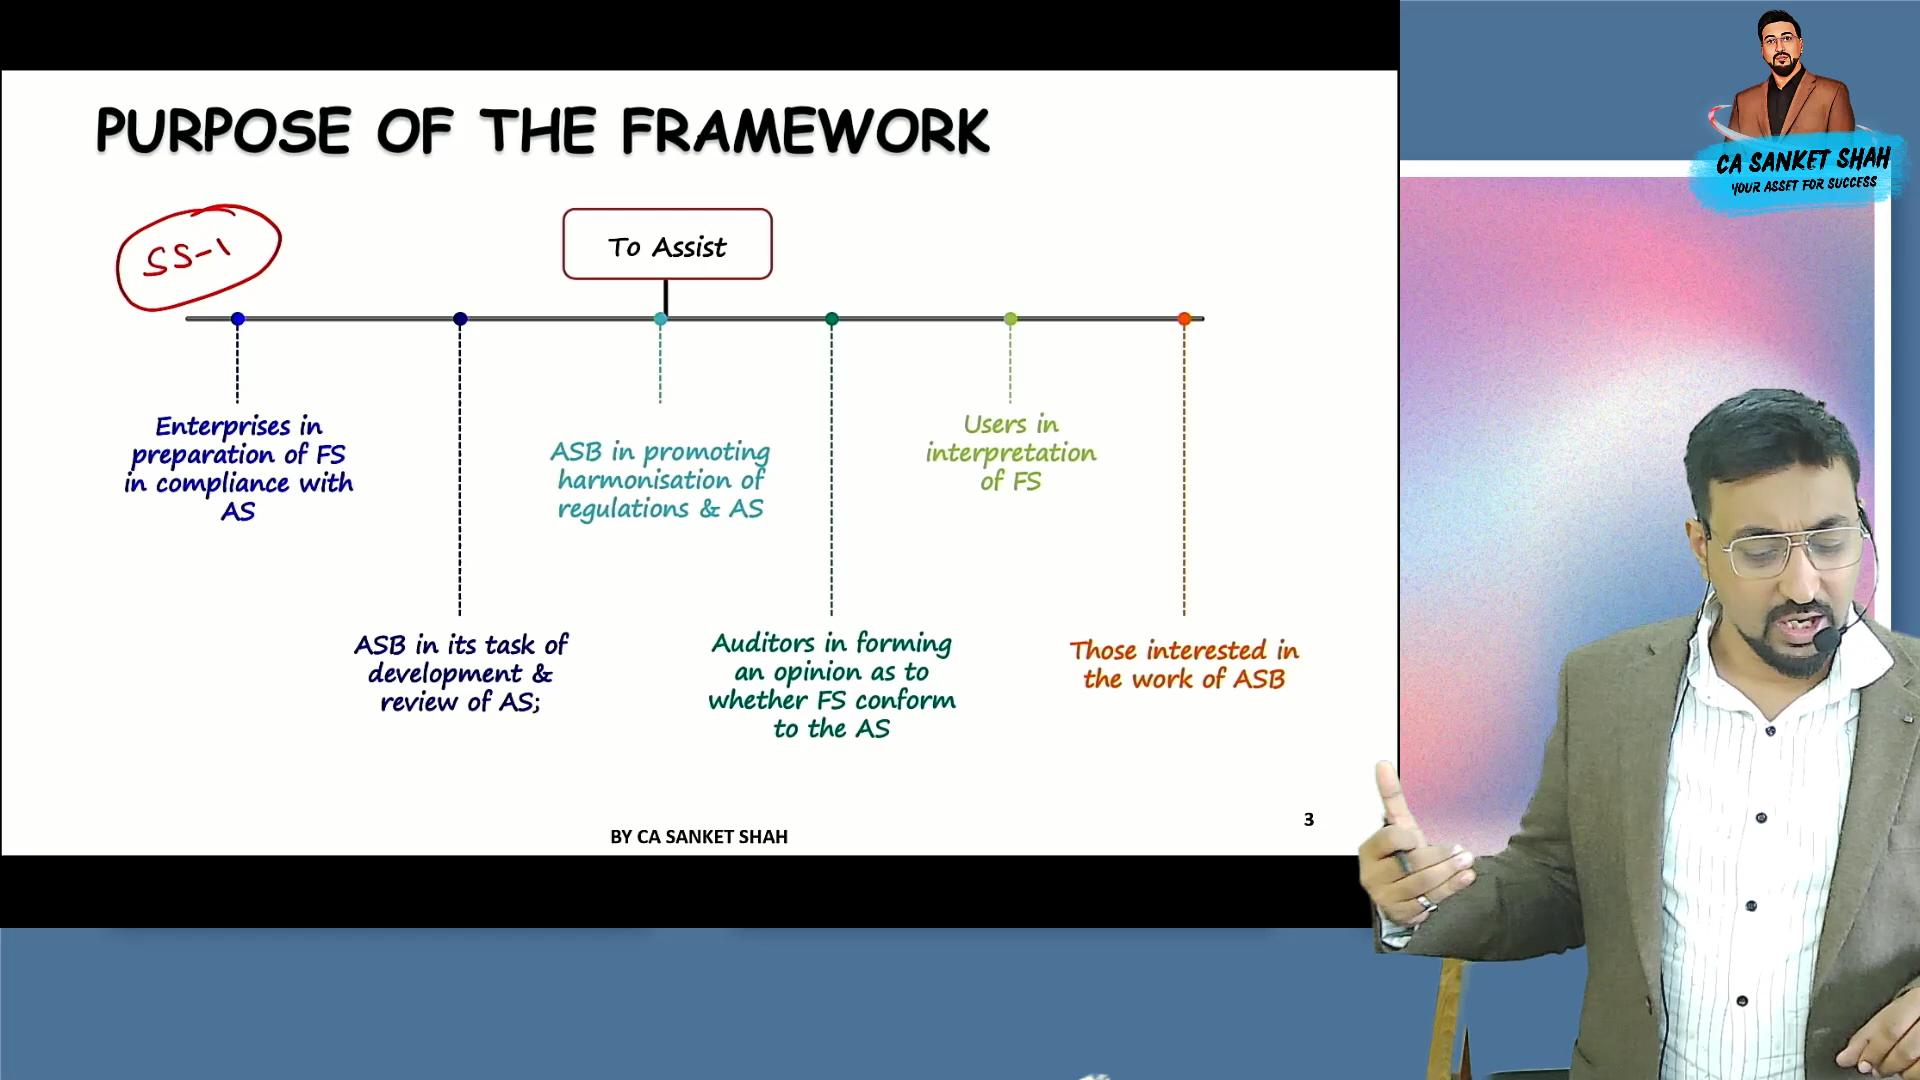 PURPOSE OF THE FRAMEWORK
SS-1
To Assist
Enterprises in
preparation of FS
in compliance with
AS
ASB in its task of
development &
review of AS;
ASB in promoting
harmonisation of
regulations & AS
Auditors in forming
an opinion as to
whether FS conform
to the AS
Users in
interpretation
of FS
Those interested in
the work of ASB
BY CA SANKET SHAH
3
CA SANKET SHAH
YOUR ASSET FOR SUCCESS